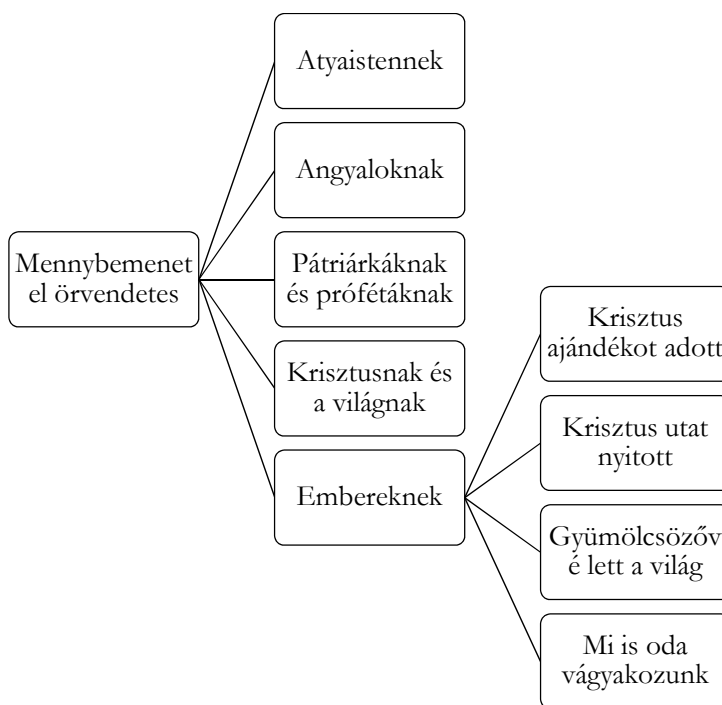 Mennybemenet
el örvendetes
Atyaistennek
Angyaloknak
Pátriárkáknak
és prófétáknak
Krisztusnak és
a világnak
Embereknek
Krisztus
ajándékot adott
Krisztus utat
nyitott
Gyümölcsözőv
é lett a világ
Mi is oda
vágyakozunk